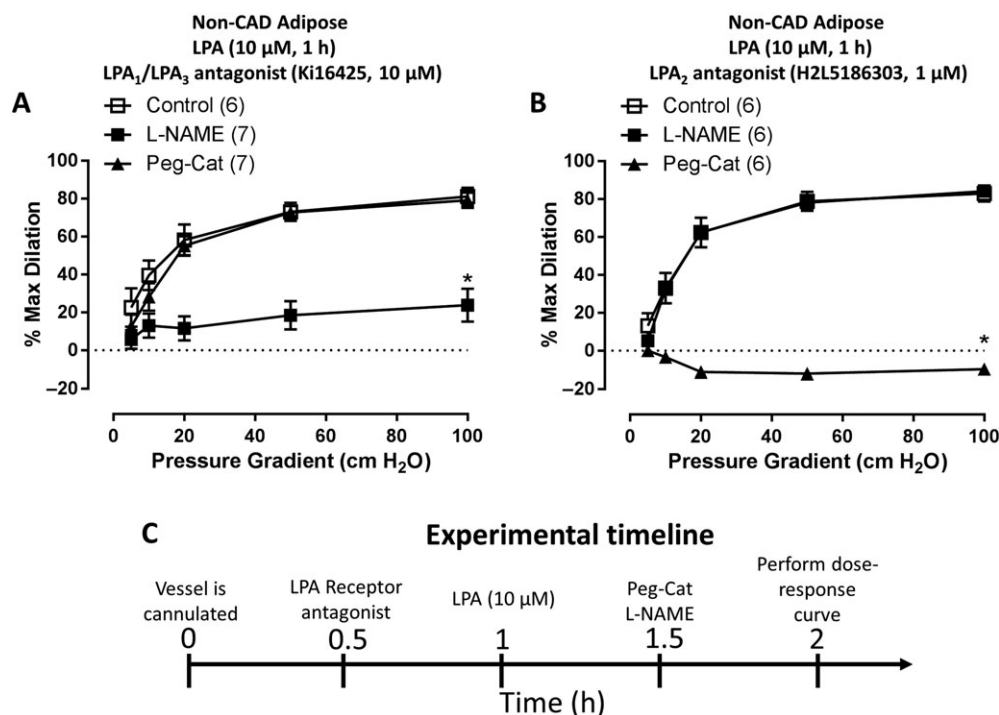 Non-CAD Adipose
LPA (10 µM, 1 h)
LPA₁/LPA₃ antagonist (Ki16425, 10 µM)
A
Control (6)
L-NAME (7)
Peg-Cat (7)
% Max Dilation
100
80
60
40
20
0
–20
*
0 20 40 60 80 100
Pressure Gradient (cm H₂O)
Non-CAD Adipose
LPA (10 µM, 1 h)
LPA₂ antagonist (H2L5186303, 1 µM)
B
Control (6)
L-NAME (6)
Peg-Cat (6)
% Max Dilation
100
80
60
40
20
0
–20
*
0 20 40 60 80 100
Pressure Gradient (cm H₂O)
C
Experimental timeline
Vessel is
cannulated
0
LPA Receptor
antagonist
0.5
LPA (10 µM)
1
Peg-Cat
L-NAME
1.5
Perform dose-
response
curve
2
Time (h)